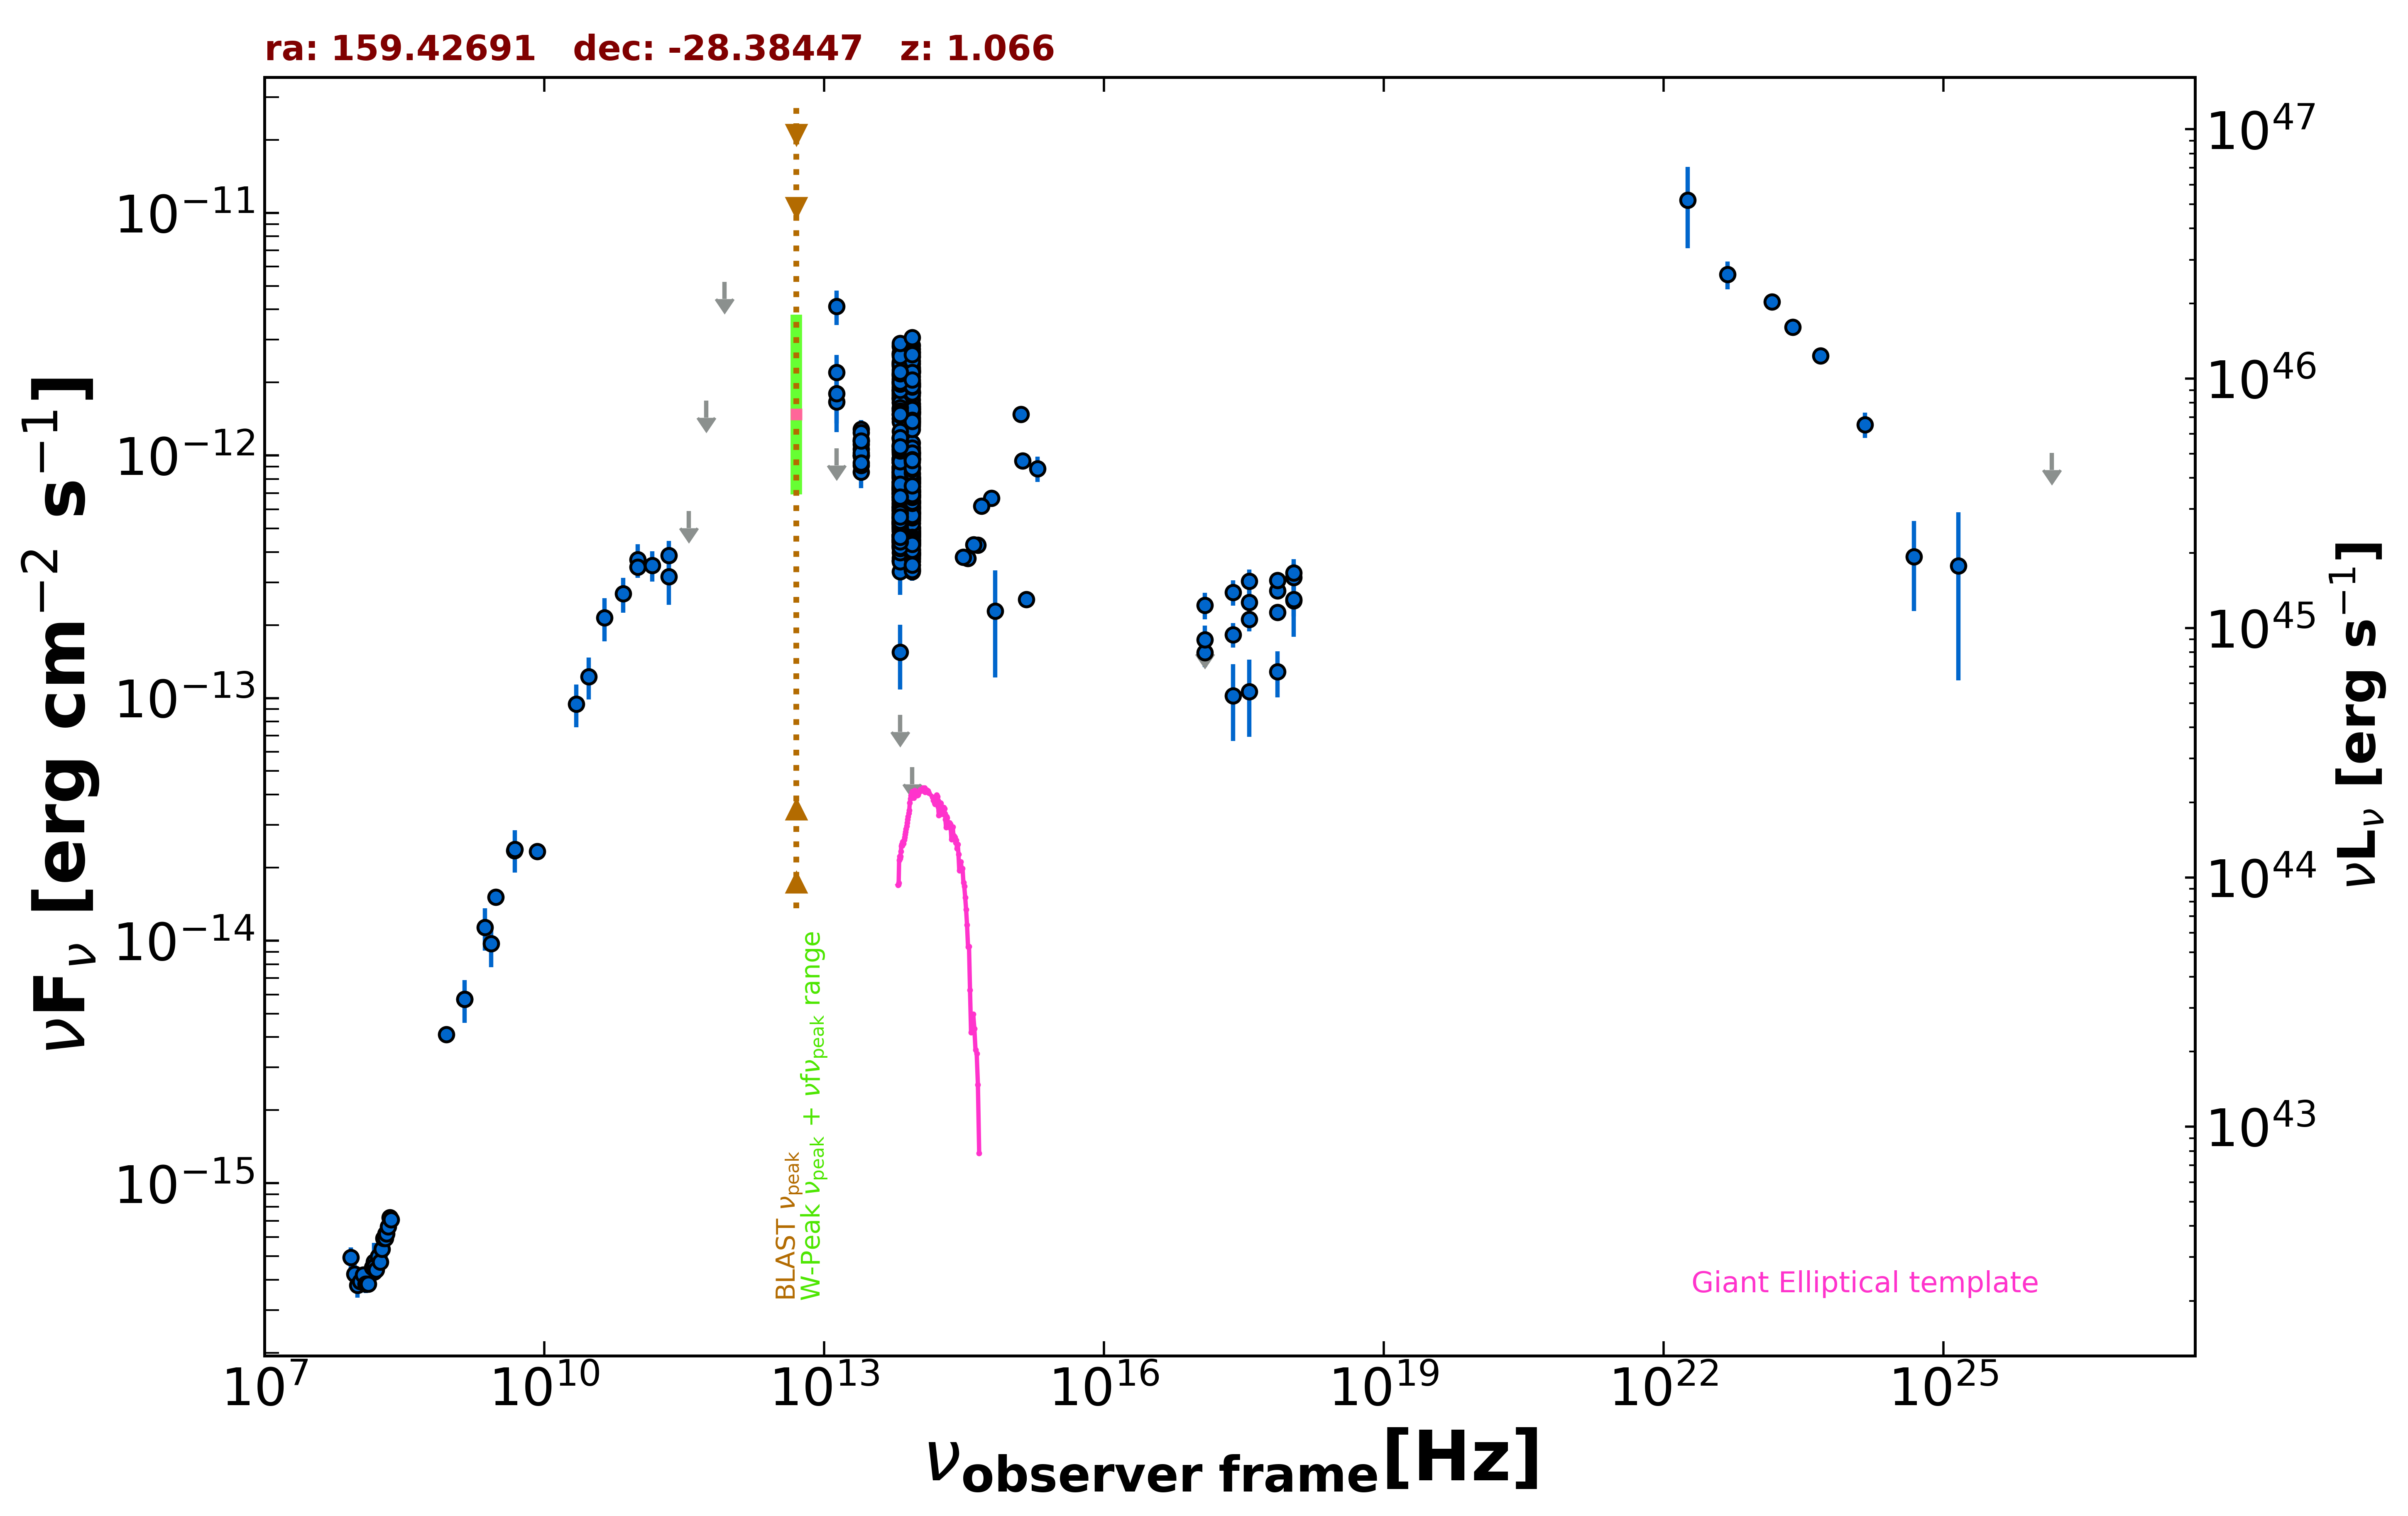 ra: 159.42691   dec: -28.38447   z: 1.066
νFν [erg cm−2 s−1]
10−11
10−12
10−13
10−14
10−15
1047
1046
1045
1044
1043
νLν [erg s−1]
BLAST νpeak
W-Peak νpeak + νfνpeak range
Giant Elliptical template
107
1010
1013
1016
1019
1022
1025
νobserver frame[Hz]